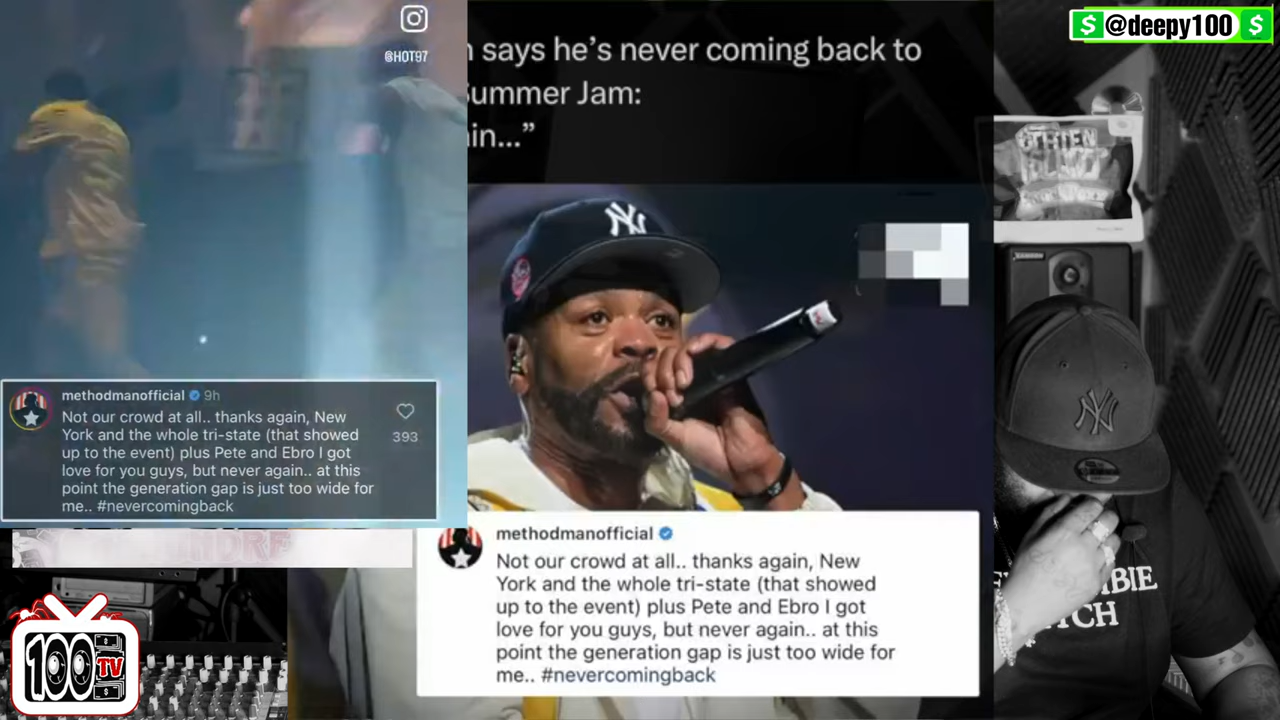 @HOT97
says he's never coming back to
Summer Jam:
in..."
$ @deepy100 $
STATEN
NY
SAMSON
NY
methodmanofficial 9h
Not our crowd at all.. thanks again, New
York and the whole tri-state (that showed
up to the event) plus Pete and Ebro I got
love for you guys, but never again.. at this
point the generation gap is just too wide for
me.. #nevercomingback
393
methodmanofficial
Not our crowd at all.. thanks again, New
York and the whole tri-state (that showed
up to the event) plus Pete and Ebro I got
love for you guys, but never again.. at this
point the generation gap is just too wide for
me.. #nevercomingback
100
TV